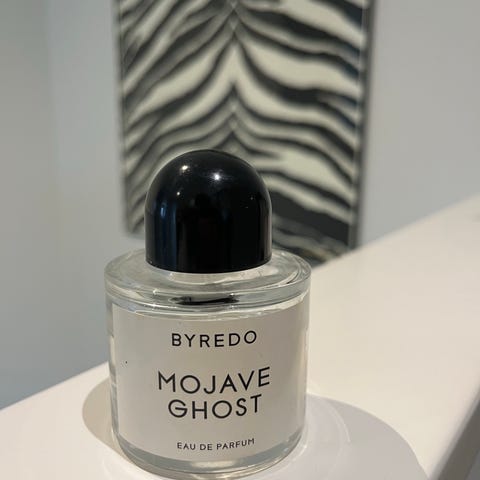 BYREDO
MOJAVE
GHOST
EAU DE PARFUM